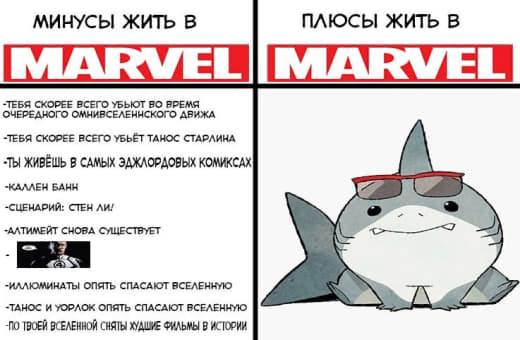 МИНУСЫ ЖИТЬ В
MARVEL
-ТЕБЯ СКОРЕЕ ВСЕГО УБЬЮТ ВО ВРЕМЯ
ОЧЕРЕДНОГО ОМНИВСЕЛЕННСКОГО ДВИЖА
-ТЕБЯ СКОРЕЕ ВСЕГО УБЬЁТ ТАНОС СТАРЛИНА
-ТЫ ЖИВЁШЬ В САМЫХ ЭДЖЛОРДОВЫХ КОМИКСАХ
-КАЛЛЕН БАНН
-СЦЕНАРИЙ: СТЕН ЛИ!
-АЛТИМЕЙТ СНОВА СУЩЕСТВУЕТ
-
-ИЛЛЮМИНАТЫ ОПЯТЬ СПАСАЮТ ВСЕЛЕННУЮ
-ТАНОС И УОРЛОК ОПЯТЬ СПАСАЮТ ВСЕЛЕННУЮ
-ПО ТВОЕЙ ВСЕЛЕННОЙ СНЯТЫ ХУДШИЕ ФИЛЬМЫ В ИСТОРИИ
ПЛЮСЫ ЖИТЬ В
MARVEL